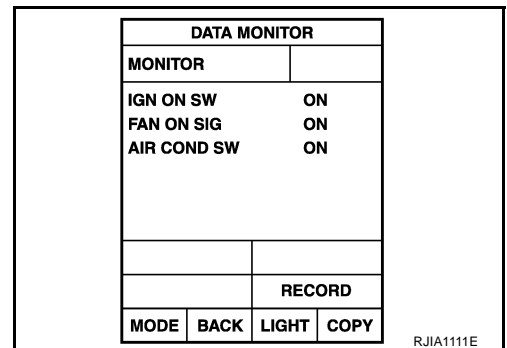 DATA MONITOR
MONITOR
IGN ON SW ON
FAN ON SIG ON
AIR COND SW ON
RECORD
MODE BACK LIGHT COPY
RJIA1111E